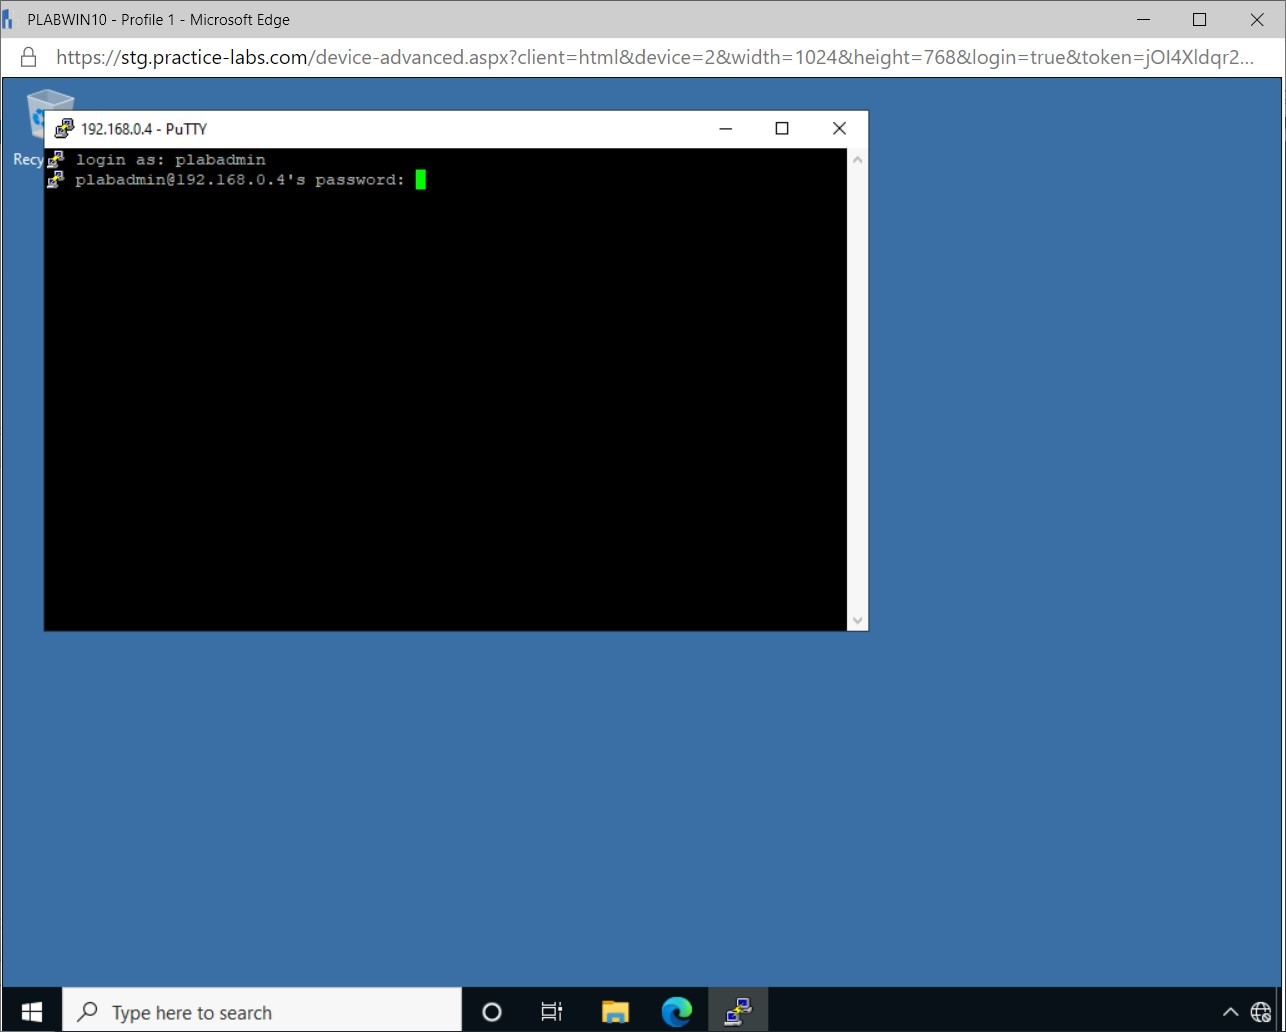 PLABWIN10 - Profile 1 - Microsoft Edge
https://stg.practice-labs.com/device-advanced.aspx?client=html&device=2&width=1024&height=768&login=true&token=jOI4Xldqr2...
192.168.0.4 - PuTTY
Recy
login as: plabadmin
plabadmin@192.168.0.4's password:
Type here to search